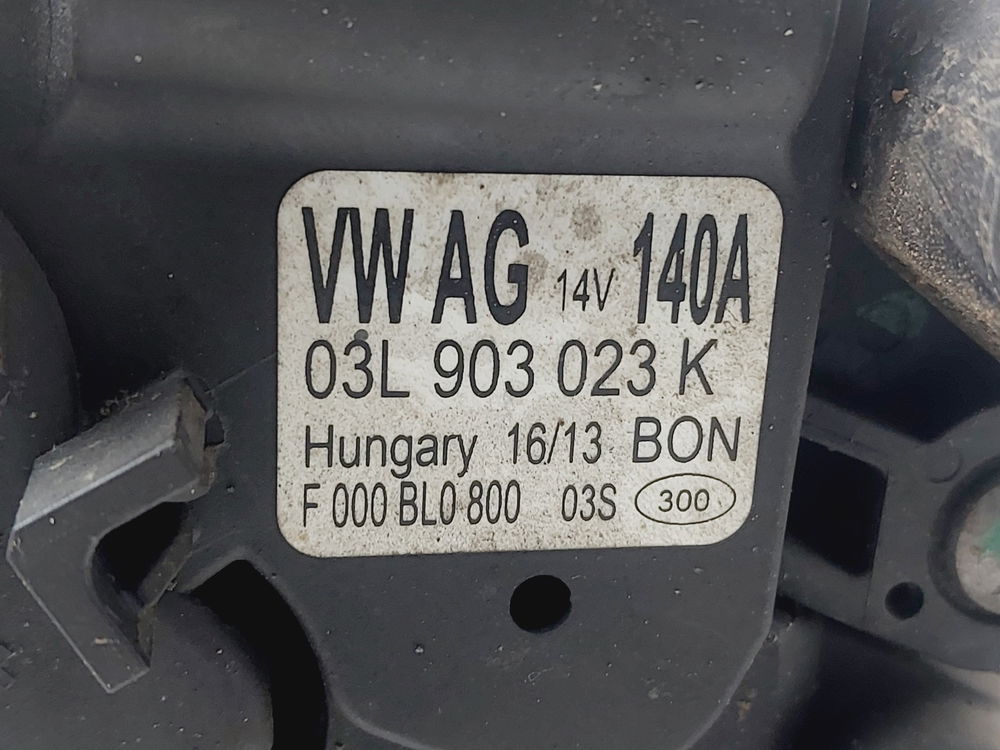 VW AG 14V 140A
03L 903 023 K
Hungary 16/13 BON
F 000 BL0 800 03S 300